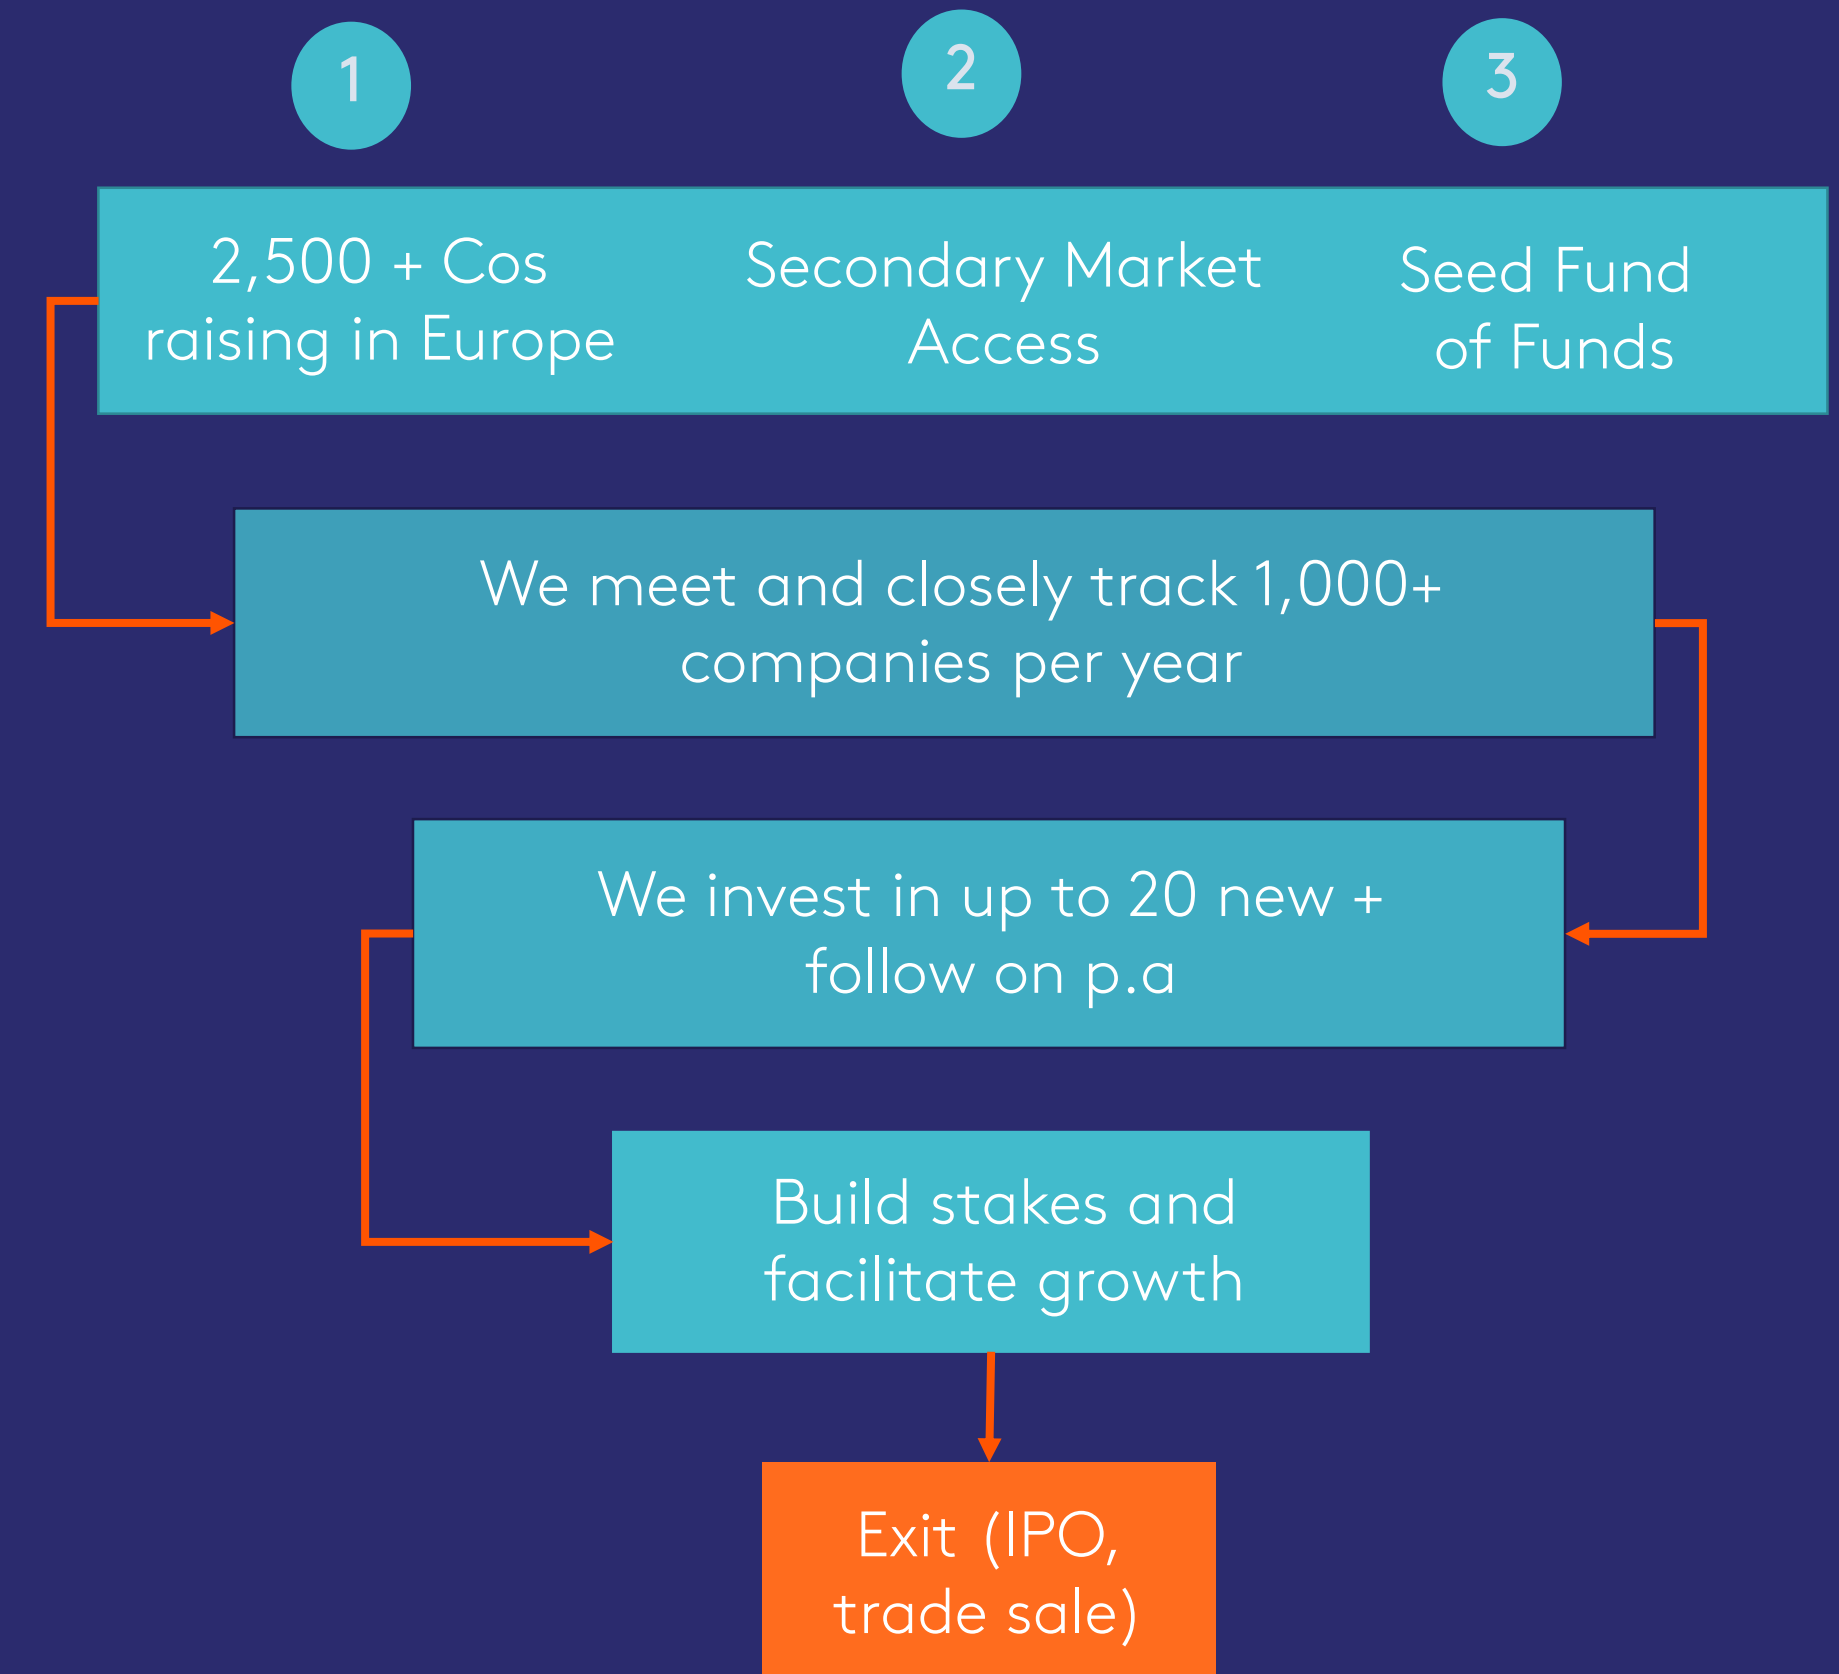 1
2
3
2,500 + Cos
raising in Europe
Secondary Market
Access
Seed Fund
of Funds
We meet and closely track 1,000+
companies per year
We invest in up to 20 new +
follow on p.a
Build stakes and
facilitate growth
Exit (IPO,
trade sale)